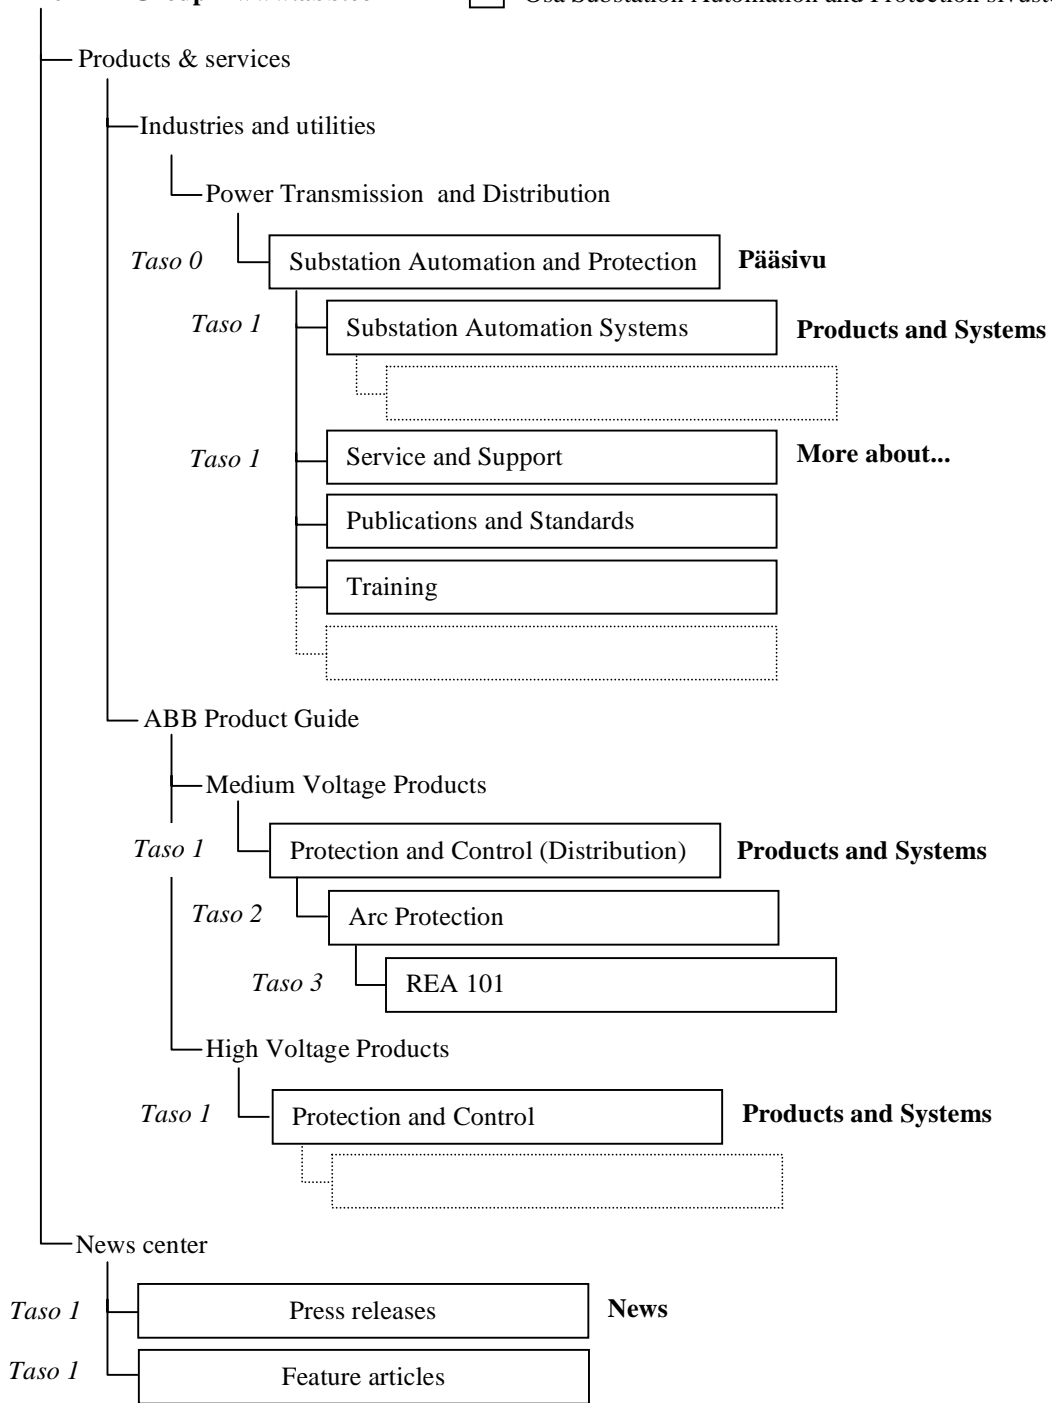 Products & services
Industries and utilities
Power Transmission and Distribution
Taso 0 Substation Automation and Protection Pääsivu
Taso 1 Substation Automation Systems Products and Systems
Taso 1 Service and Support More about...
Publications and Standards
Training
ABB Product Guide
Medium Voltage Products
Taso 1 Protection and Control (Distribution) Products and Systems
Taso 2 Arc Protection
Taso 3 REA 101
High Voltage Products
Taso 1 Protection and Control Products and Systems
News center
Taso 1 Press releases News
Taso 1 Feature articles